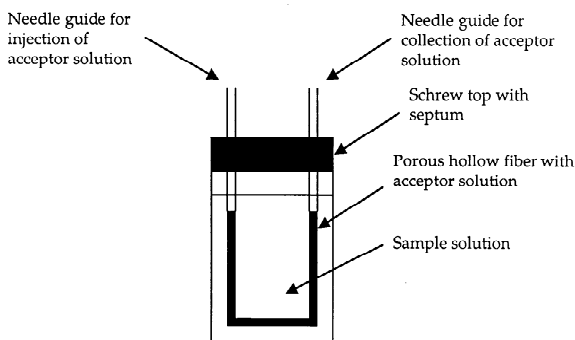 Needle guide for
injection of
acceptor solution
Needle guide for
collection of acceptor
solution
Schrew top with
septum
Porous hollow fiber with
acceptor solution
Sample solution